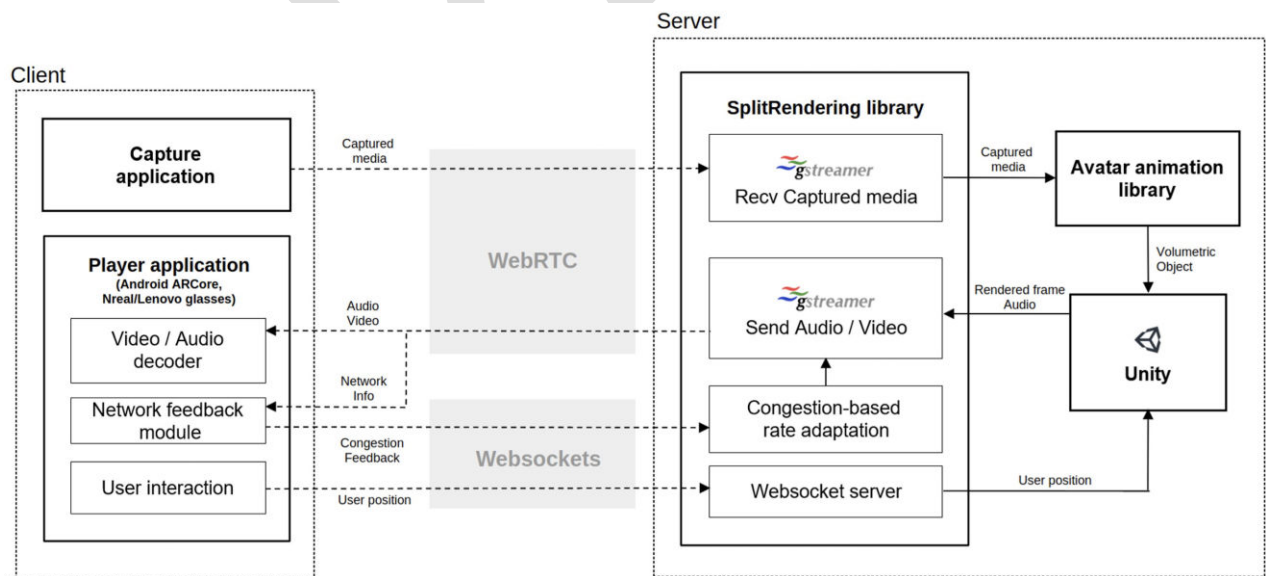 Server
Client
Capture
application
Captured
media
WebRTC
SplitRendering library
gstreamer
Recv Captured media
Captured
media
Avatar animation
library
Volumetric
Object
Player application
(Android ARCore,
Nreal/Lenovo glasses)
Video / Audio
decoder
Network feedback
module
User interaction
Audio
Video
Network
Info
Congestion
Feedback
User position
Websockets
gstreamer
Send Audio / Video
Congestion-based
rate adaptation
Websocket server
Rendered frame
Audio
Unity
User position